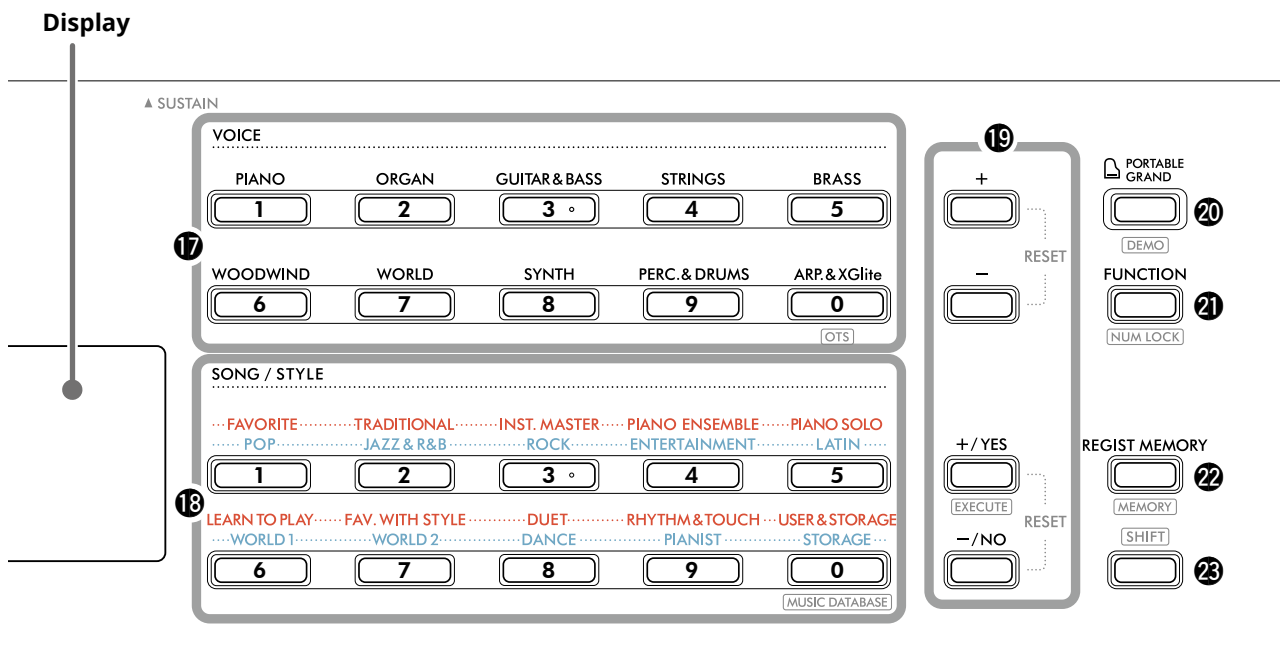 Display
▲ SUSTAIN
VOICE
PIANO ORGAN GUITAR & BASS STRINGS BRASS
1 2 3 4 5
⓱
WOODWIND WORLD SYNTH PERC. & DRUMS ARP. & XGlite
6 7 8 9 0
OTS
SONG / STYLE
FAVORITE TRADITIONAL INST. MASTER PIANO ENSEMBLE PIANO SOLO
POP JAZZ & R&B ROCK ENTERTAINMENT LATIN
1 2 3 4 5
⓲
LEARN TO PLAY FAV. WITH STYLE DUET RHYTHM & TOUCH USER & STORAGE
WORLD 1 WORLD 2 DANCE PIANIST STORAGE
6 7 8 9 0
MUSIC DATABASE
⓳
+
RESET
−
+/YES
EXECUTE
RESET
−/NO
PORTABLE
GRAND
⓴
DEMO
FUNCTION
㉑
NUM LOCK
REGIST MEMORY
㉒
MEMORY
SHIFT
㉓